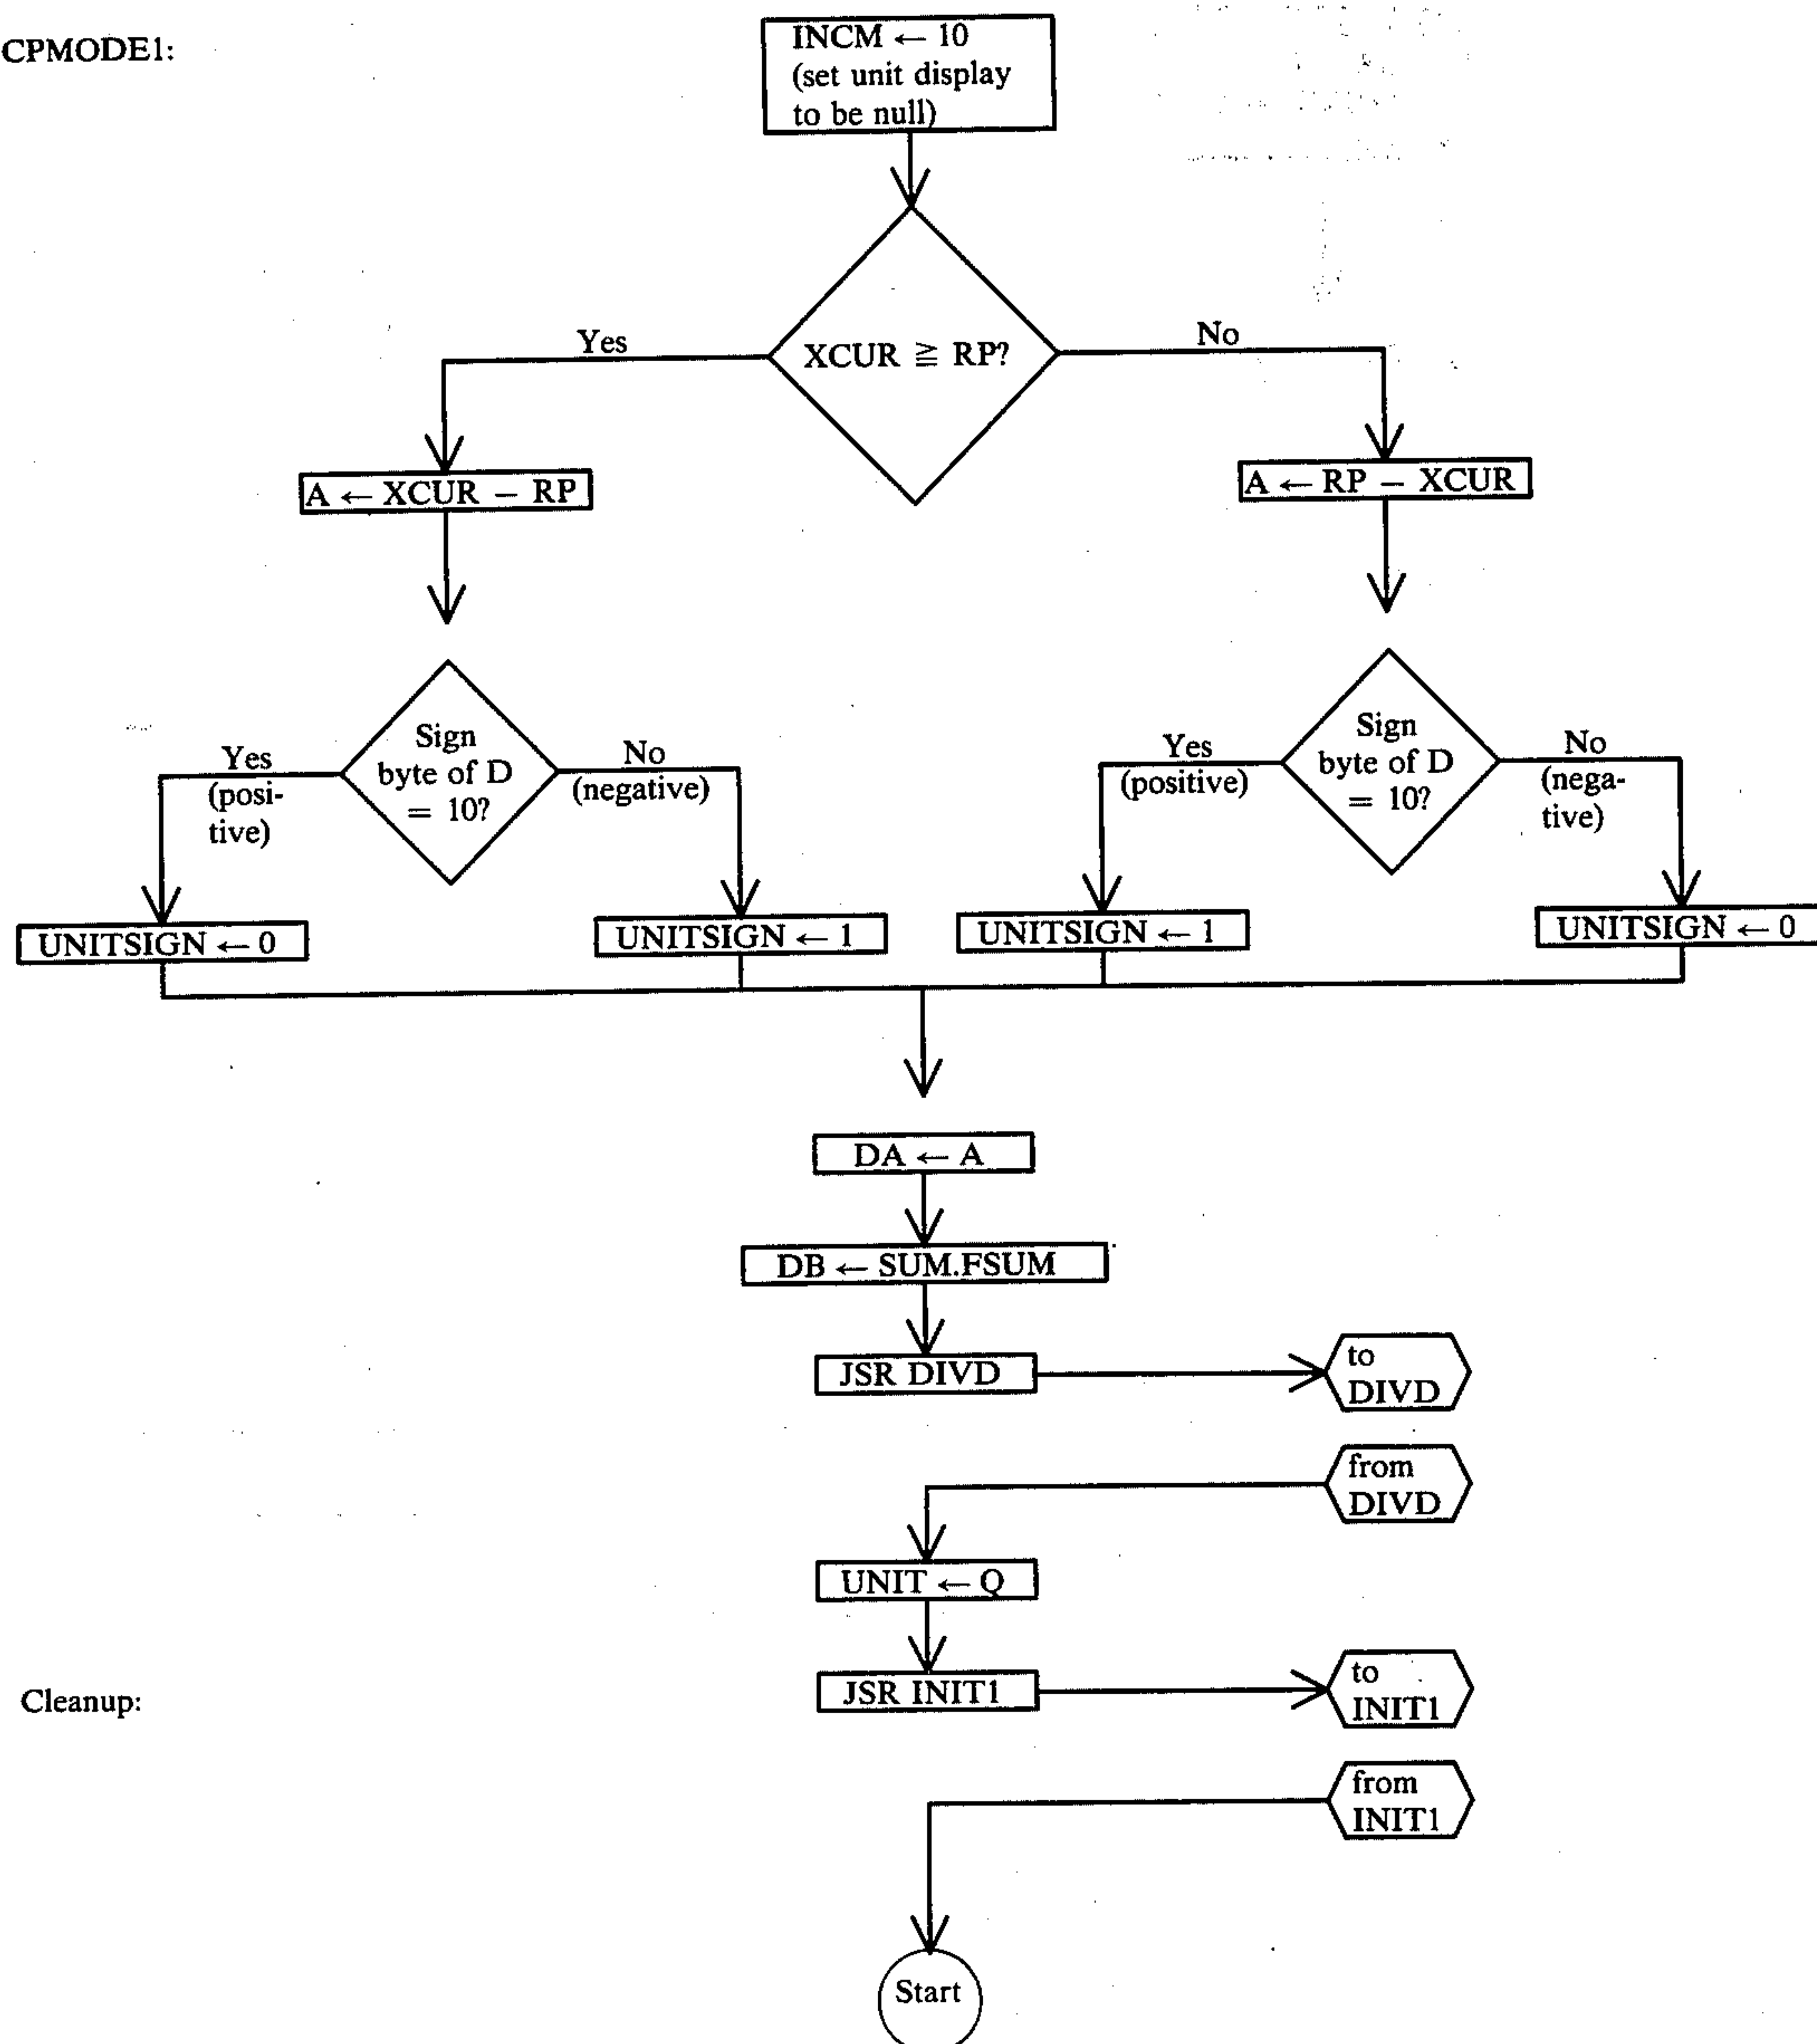 CPMODE1:
INCM ← 10
(set unit display
to be null)
XCUR ≧ RP?
Yes
No
A ← XCUR – RP
A ← RP – XCUR
Sign
byte of D
= 10?
Yes
(posi-
tive)
No
(negative)
Sign
byte of D
= 10?
Yes
(positive)
No
(nega-
tive)
UNITSIGN ← 0
UNITSIGN ← 1
UNITSIGN ← 1
UNITSIGN ← 0
DA ← A
DB ← SUM.FSUM
JSR DIVD
to
DIVD
from
DIVD
UNIT ← Q
Cleanup:
JSR INIT1
to
INIT1
from
INIT1
Start